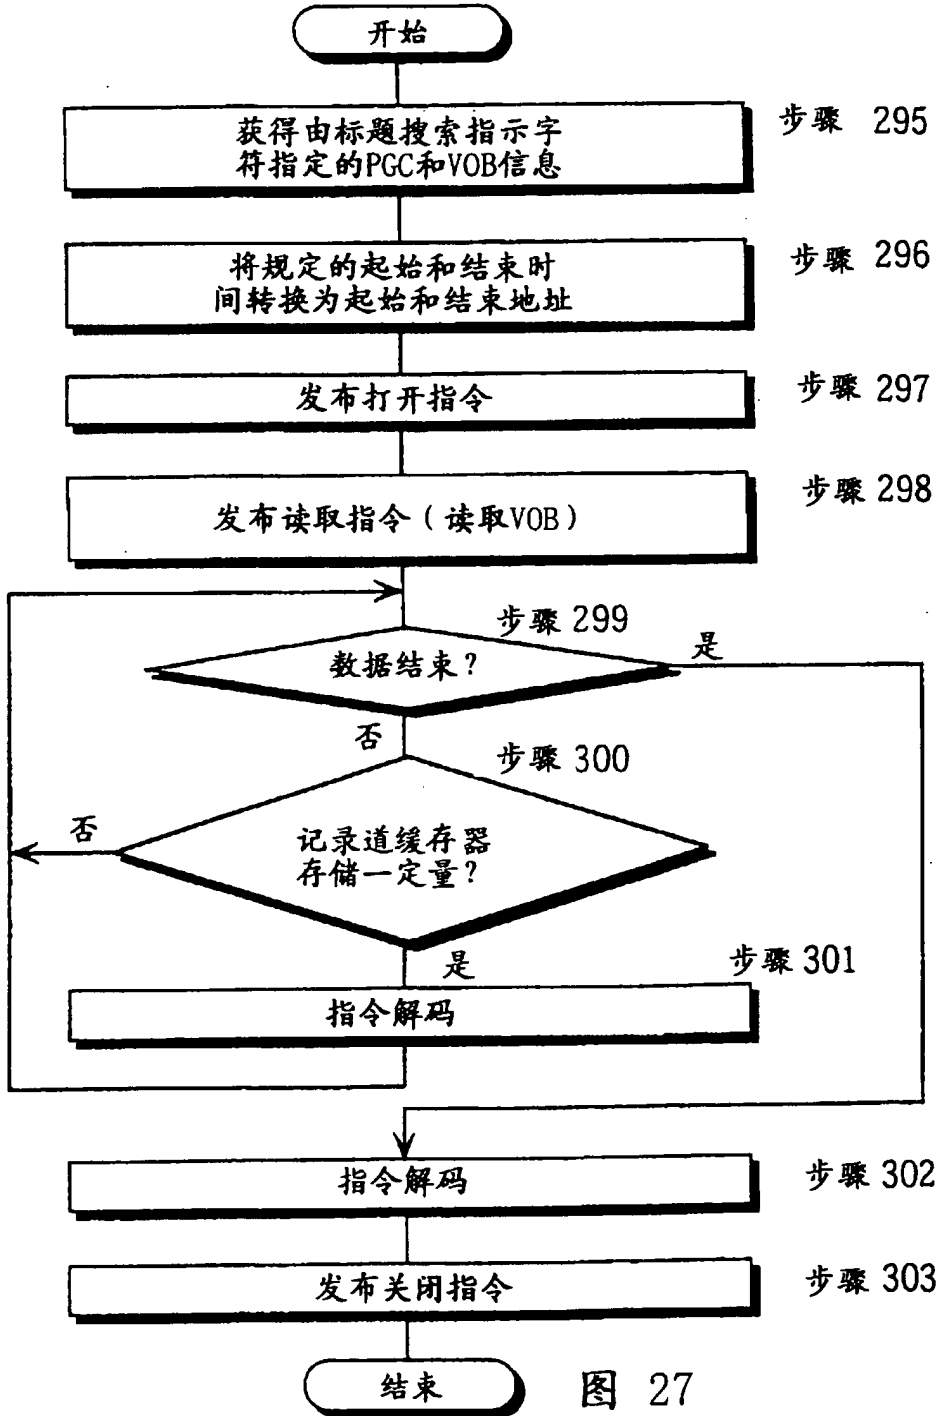 开始
步骤 295
获得由标题搜索指示字
符指定的PGC和VOB信息
步骤 296
将规定的起始和结束时
间转换为起始和结束地址
步骤 297
发布打开指令
步骤 298
发布读取指令（读取VOB）
步骤 299
数据结束？
是
否
步骤 300
记录道缓存器
存储一定量？
否
是
步骤 301
指令解码
步骤 302
指令解码
步骤 303
发布关闭指令
结束
图 27